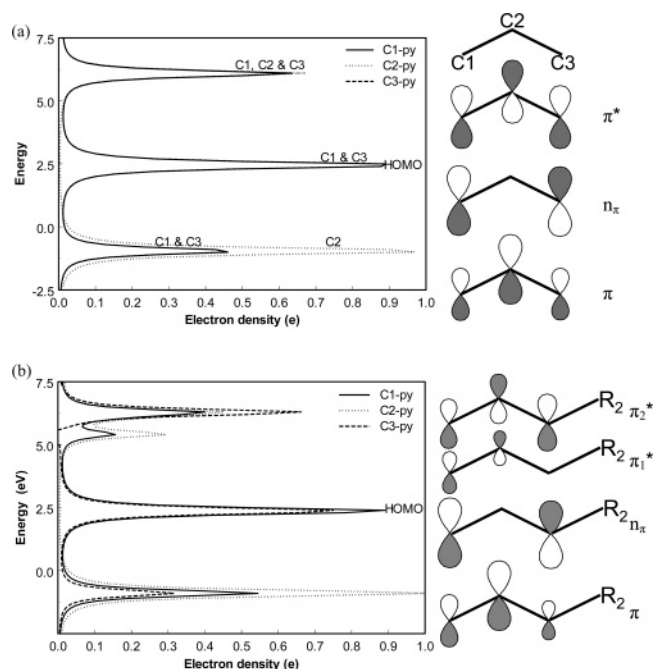 (a)
7.5
5.0
2.5
0.0
-2.5
Energy
C1, C2 & C3
C1-py
C2-py
C3-py
C1 & C3
HOMO
C1 & C3
C2
0.0 0.1 0.2 0.3 0.4 0.5 0.6 0.7 0.8 0.9 1.0
Electron density (e)
C2
C1 C3
π*
nπ
π
(b)
7.5
5.0
2.5
0.0
Energy (eV)
C1-py
C2-py
C3-py
HOMO
0.0 0.1 0.2 0.3 0.4 0.5 0.6 0.7 0.8 0.9 1.0
Electron density (e)
R2 π2*
R2 π1*
R2 nπ
R2 π